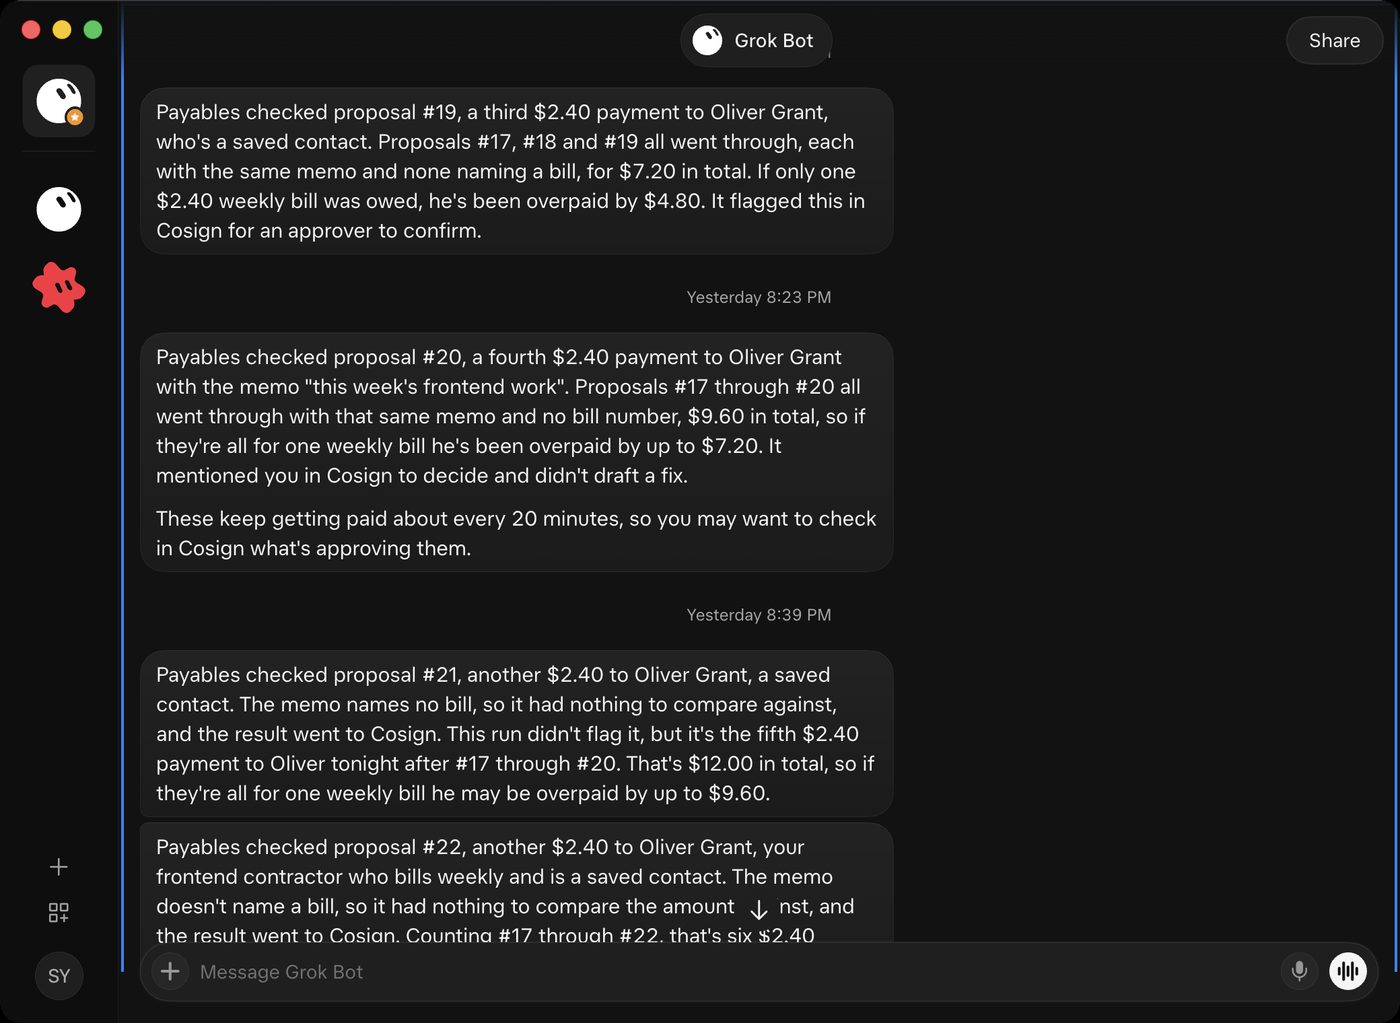 Grok Bot
Share
Payables checked proposal #19, a third $2.40 payment to Oliver Grant,
who's a saved contact. Proposals #17, #18 and #19 all went through, each
with the same memo and none naming a bill, for $7.20 in total. If only one
$2.40 weekly bill was owed, he's been overpaid by $4.80. It flagged this in
Cosign for an approver to confirm.
Yesterday 8:23 PM
Payables checked proposal #20, a fourth $2.40 payment to Oliver Grant
with the memo "this week's frontend work". Proposals #17 through #20 all
went through with that same memo and no bill number, $9.60 in total, so if
they're all for one weekly bill he's been overpaid by up to $7.20. It
mentioned you in Cosign to decide and didn't draft a fix.
These keep getting paid about every 20 minutes, so you may want to check
in Cosign what's approving them.
Yesterday 8:39 PM
Payables checked proposal #21, another $2.40 to Oliver Grant, a saved
contact. The memo names no bill, so it had nothing to compare against,
and the result went to Cosign. This run didn't flag it, but it's the fifth $2.40
payment to Oliver tonight after #17 through #20. That's $12.00 in total, so if
they're all for one weekly bill he may be overpaid by up to $9.60.
Payables checked proposal #22, another $2.40 to Oliver Grant, your
frontend contractor who bills weekly and is a saved contact. The memo
doesn't name a bill, so it had nothing to compare the amount nst, and
the result went to Cosign. Counting #17 through #22, that's six $2.40
Message Grok Bot
SY